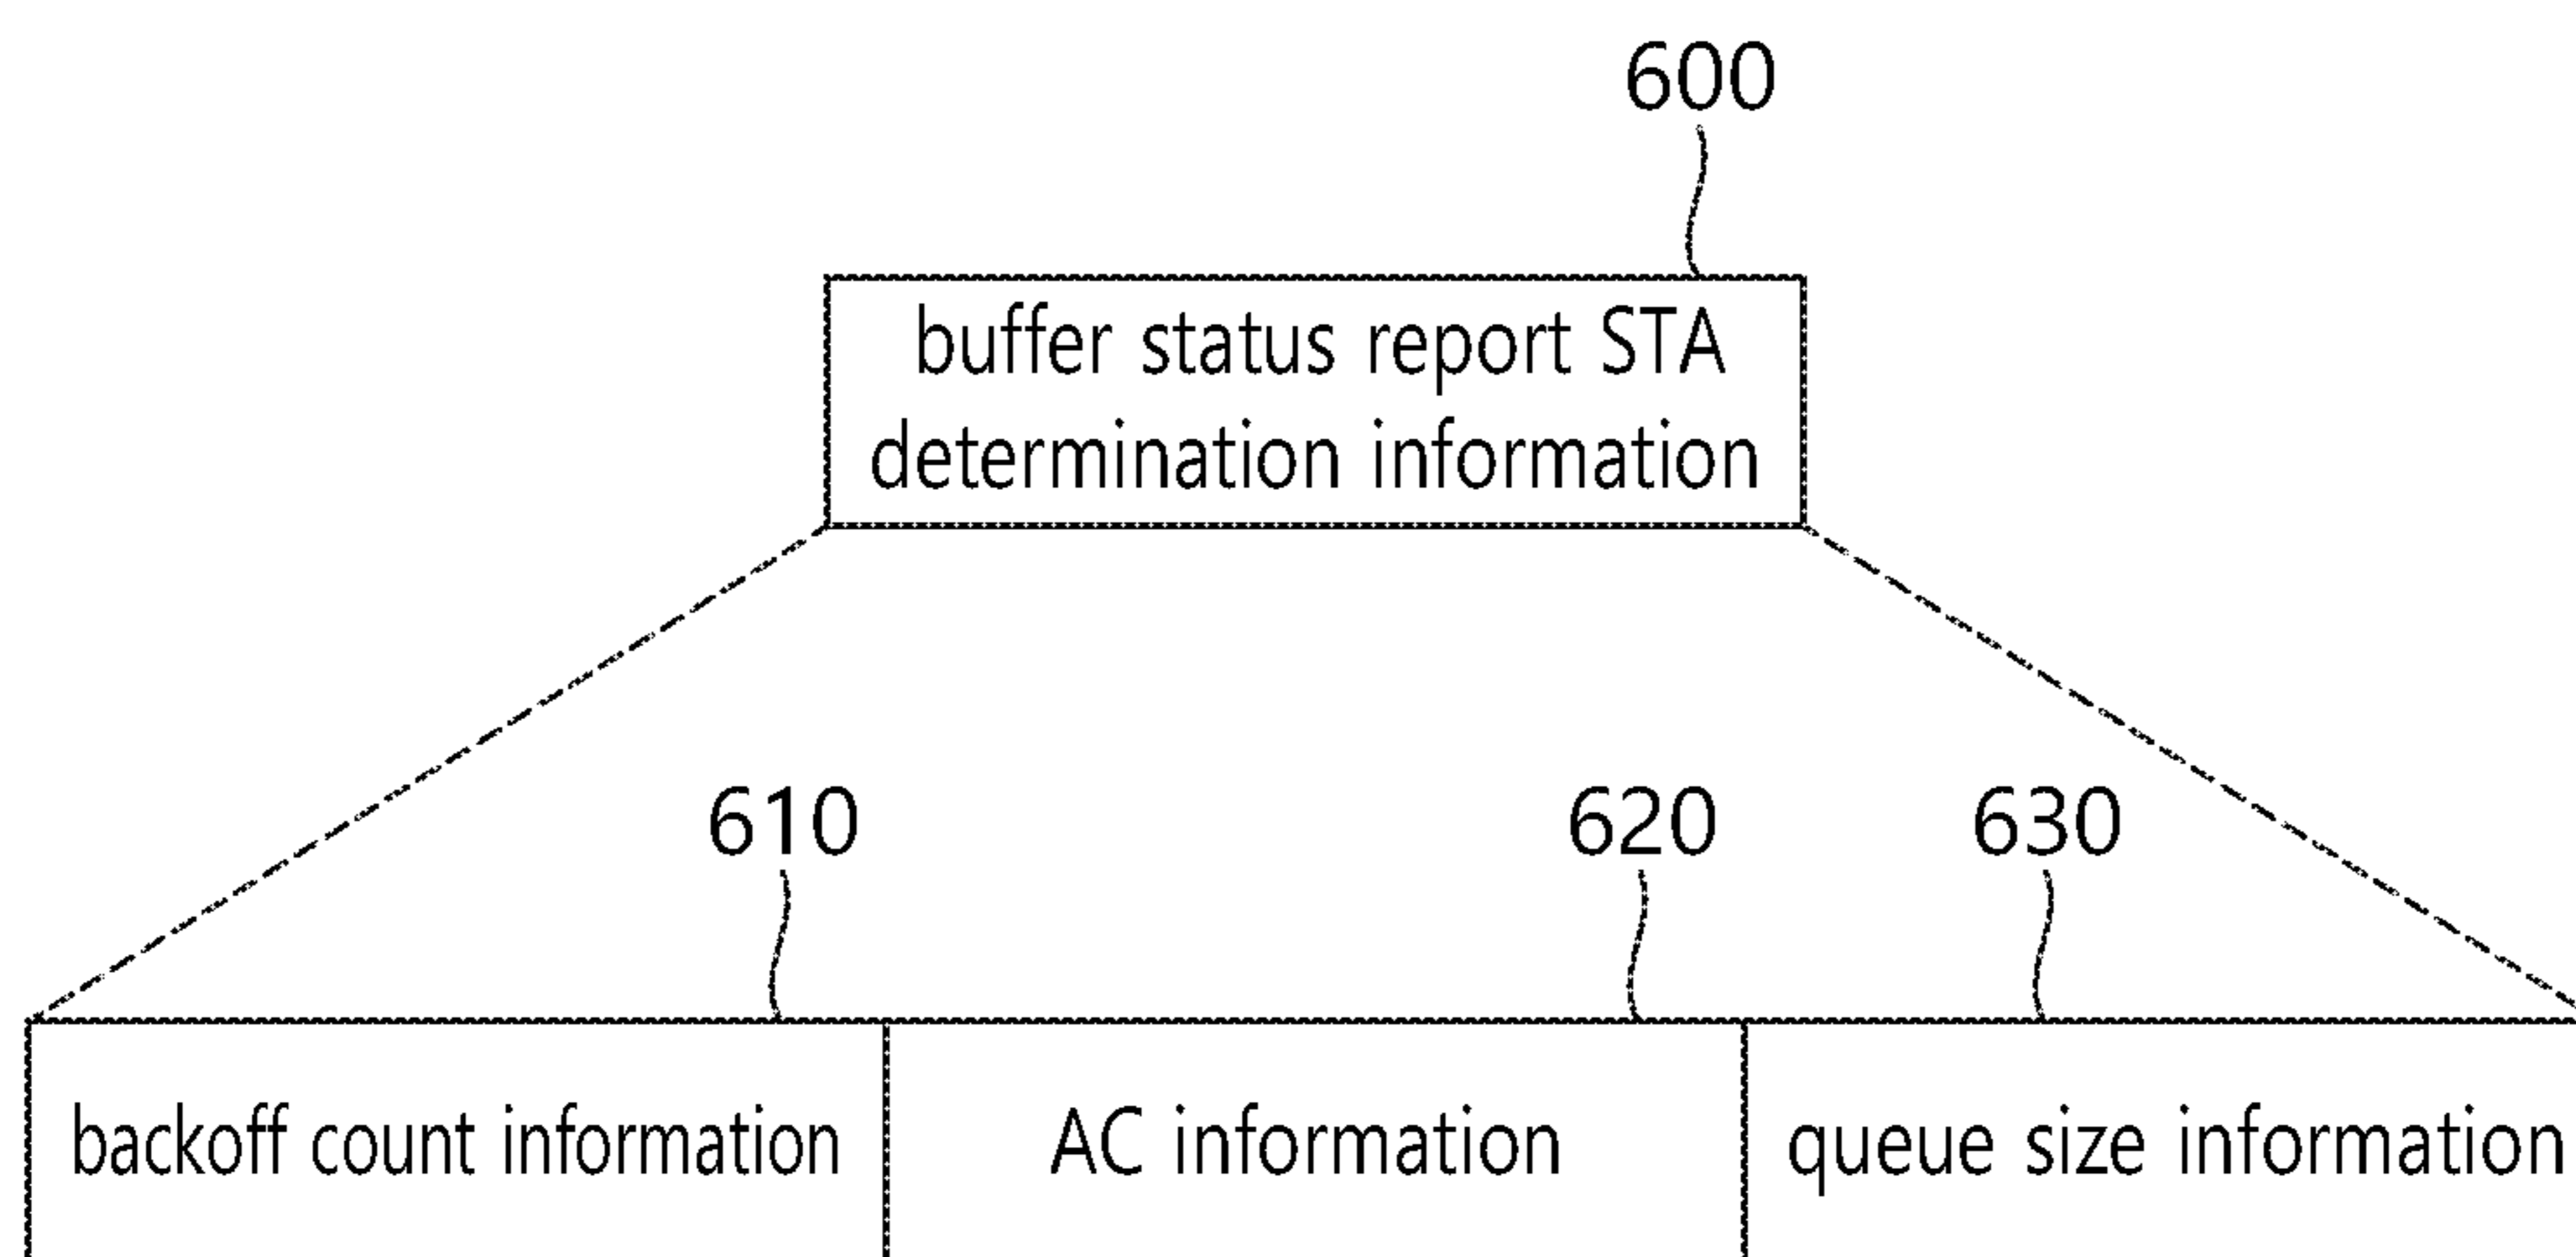 600
buffer status report STA
determination information
610 620 630
backoff count information AC information queue size information